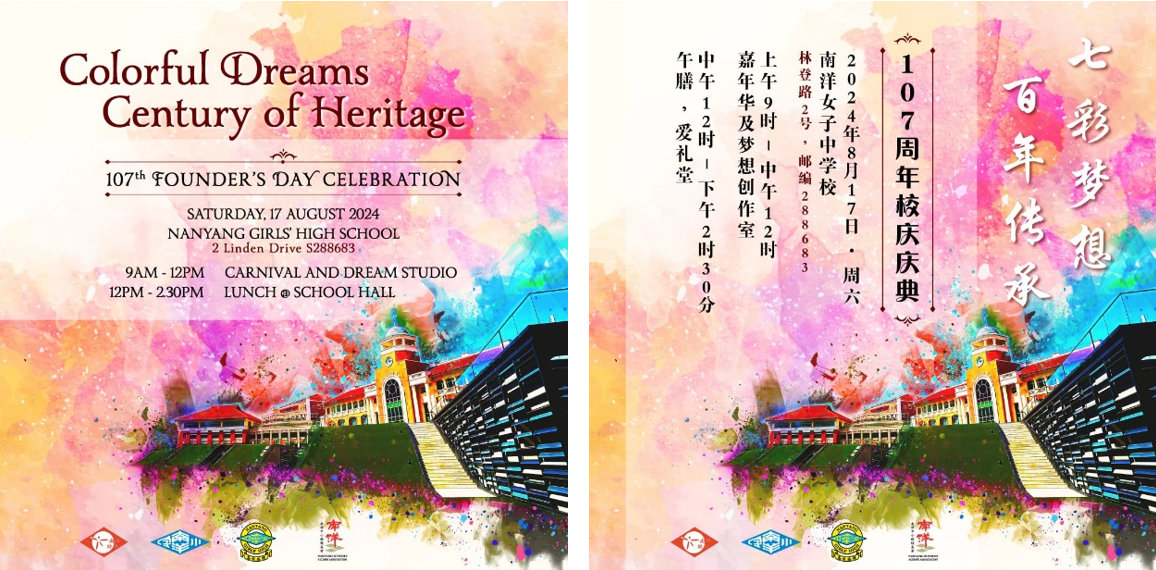 Colorful Dreams
Century of Heritage
107th FOUNDER'S DAY CELEBRATION
SATURDAY, 17 AUGUST 2024
NANYANG GIRLS' HIGH SCHOOL
2 Linden Drive S288683
9AM - 12PM CARNIVAL AND DREAM STUDIO
12PM - 2.30PM LUNCH @ SCHOOL HALL
南洋
七彩梦想
百年传承
107周年校庆庆典
2024年8月17日·周六
南洋女子中学校
林登路2号，邮编288683
上午9时－中午12时
嘉年华及梦想创作室
中午12时－下午2时30分
午膳，爱礼堂
南洋